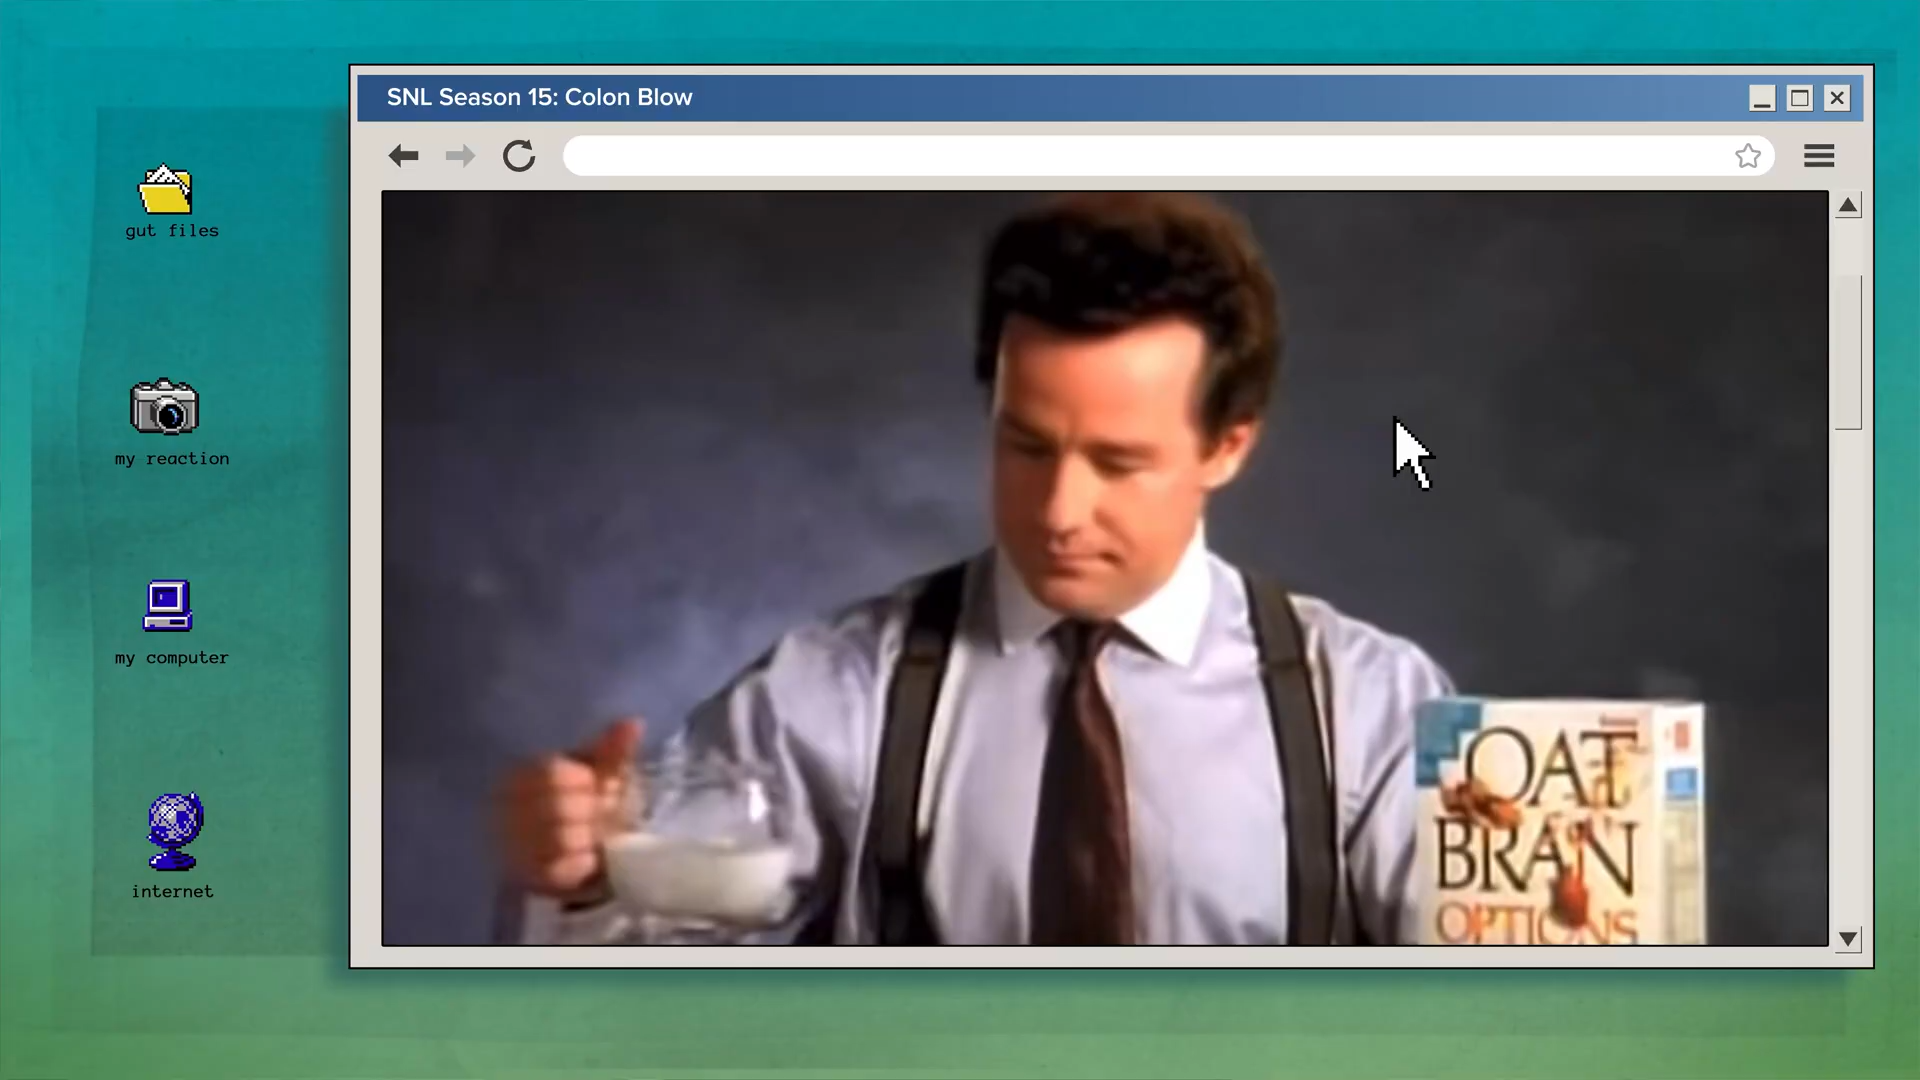 SNL Season 15: Colon Blow
gut files
my reaction
my computer
internet
OAT
BRAN
OPTIONS